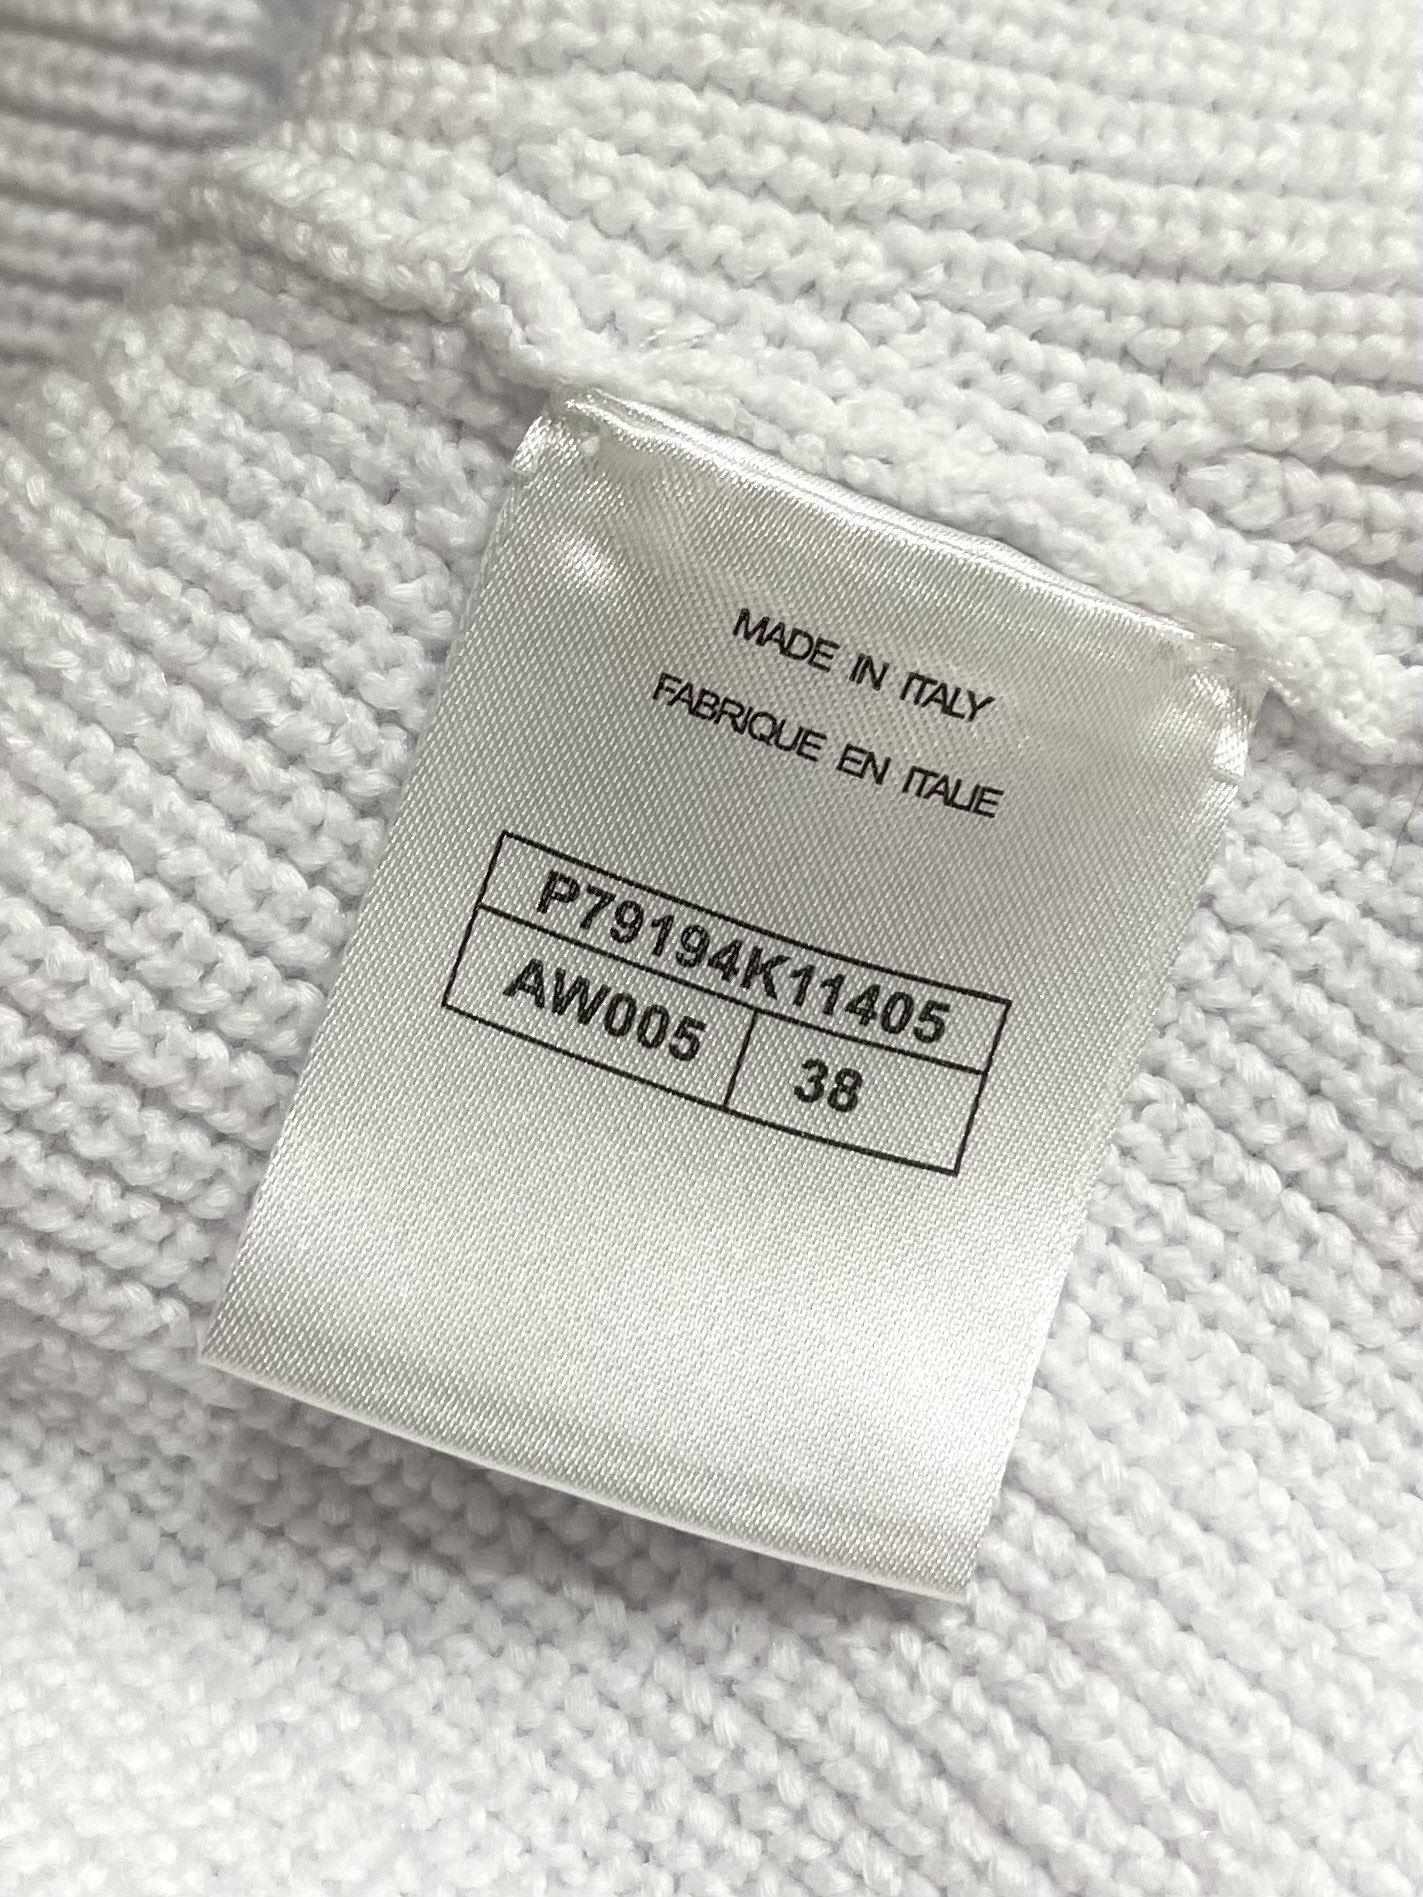 MADE IN ITALY
FABRIQUE EN ITALIE
P79194K11405
AW005 38